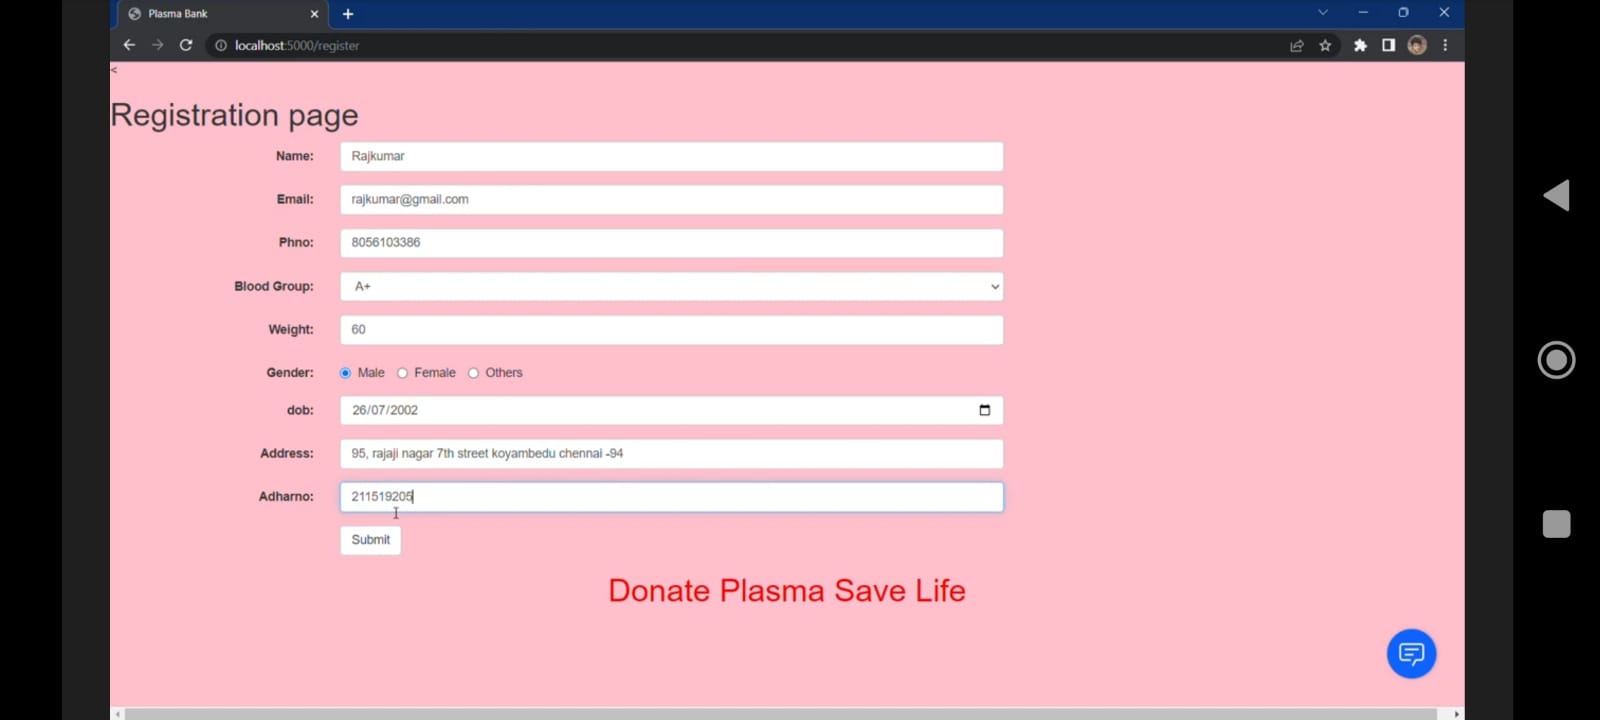 Plasma Bank
localhost:5000/register
<
Registration page
Name: Rajkumar
Email: rajkumar@gmail.com
Phno: 8056103386
Blood Group: A+
Weight: 60
Gender: Male Female Others
dob: 26/07/2002
Address: 95, rajaji nagar 7th street koyambedu chennai -94
Adharno: 211519205
Submit
Donate Plasma Save Life